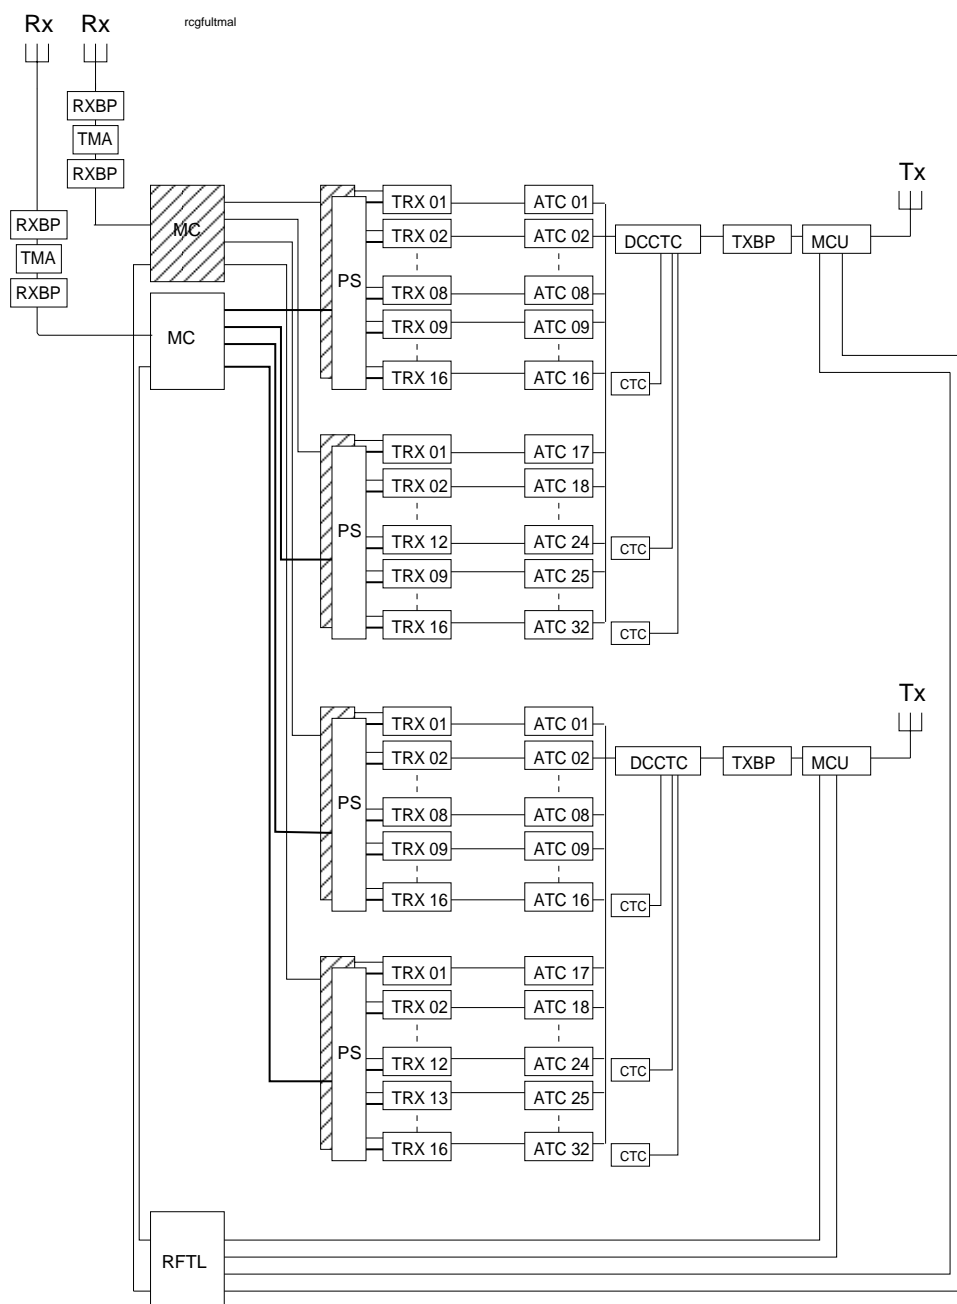 Rx Rx rcgfultmal
RXBP
TMA
RXBP
Tx
RXBP
TMA
RXBP
MC
MC
PS
TRX 01 ATC 01
TRX 02 ATC 02 DCCTC TXBP MCU
TRX 08 ATC 08
TRX 09 ATC 09
TRX 16 ATC 16 CTC
PS
TRX 01 ATC 17
TRX 02 ATC 18
TRX 12 ATC 24 CTC
TRX 09 ATC 25
TRX 16 ATC 32 CTC
Tx
PS
TRX 01 ATC 01
TRX 02 ATC 02 DCCTC TXBP MCU
TRX 08 ATC 08
TRX 09 ATC 09
TRX 16 ATC 16 CTC
PS
TRX 01 ATC 17
TRX 02 ATC 18
TRX 12 ATC 24 CTC
TRX 13 ATC 25
TRX 16 ATC 32 CTC
RFTL